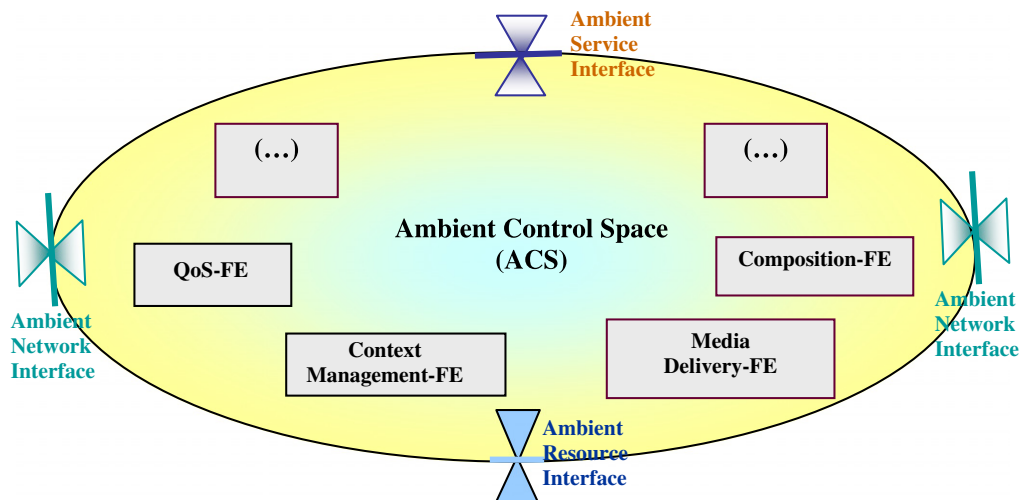 Ambient
Service
Interface
(…)
(…)
Ambient Control Space
(ACS)
QoS-FE
Composition-FE
Ambient
Network
Interface
Ambient
Network
Interface
Context
Management-FE
Media
Delivery-FE
Ambient
Resource
Interface